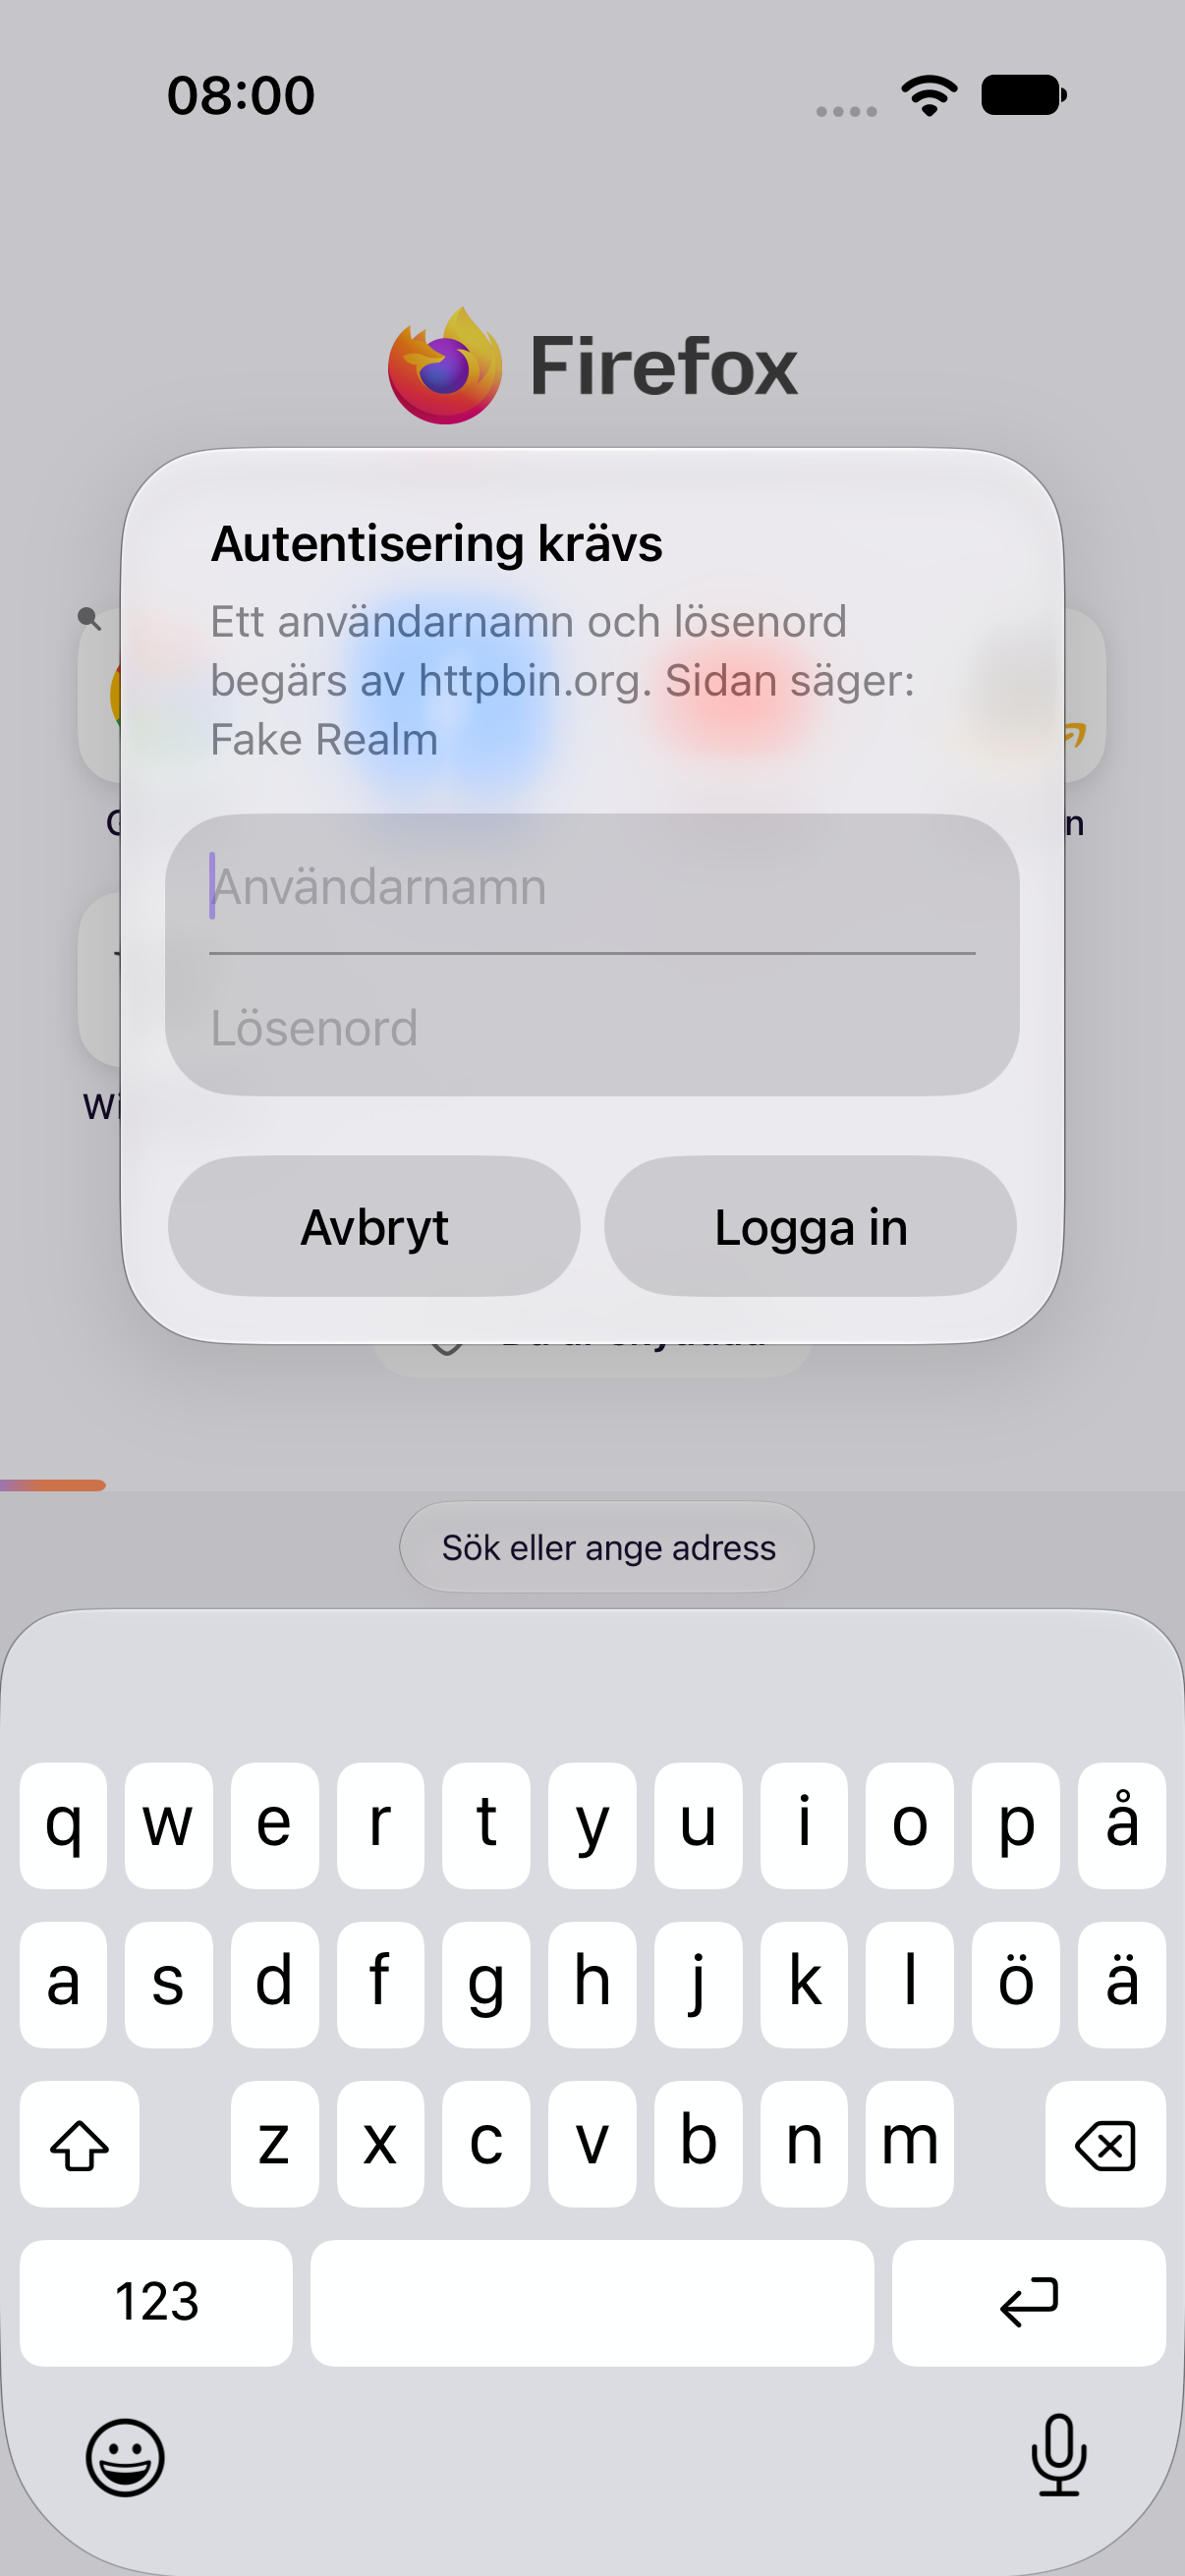 08:00
Firefox
Autentisering krävs
Ett användarnamn och lösenord
begärs av httpbin.org. Sidan säger:
Fake Realm
Användarnamn
Lösenord
Avbryt
Logga in
Sök eller ange adress
q w e r t y u i o p å
a s d f g h j k l ö ä
z x c v b n m
123